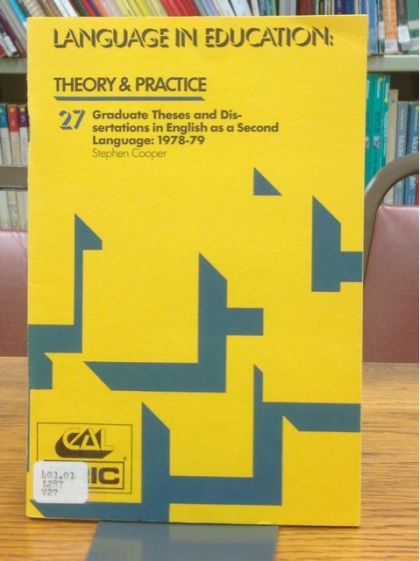 LANGUAGE IN EDUCATION:
THEORY & PRACTICE
27 Graduate Theses and Dis-
sertations in English as a Second
Language: 1978-79
Stephen Cooper
CAL
401.01
L287
V27